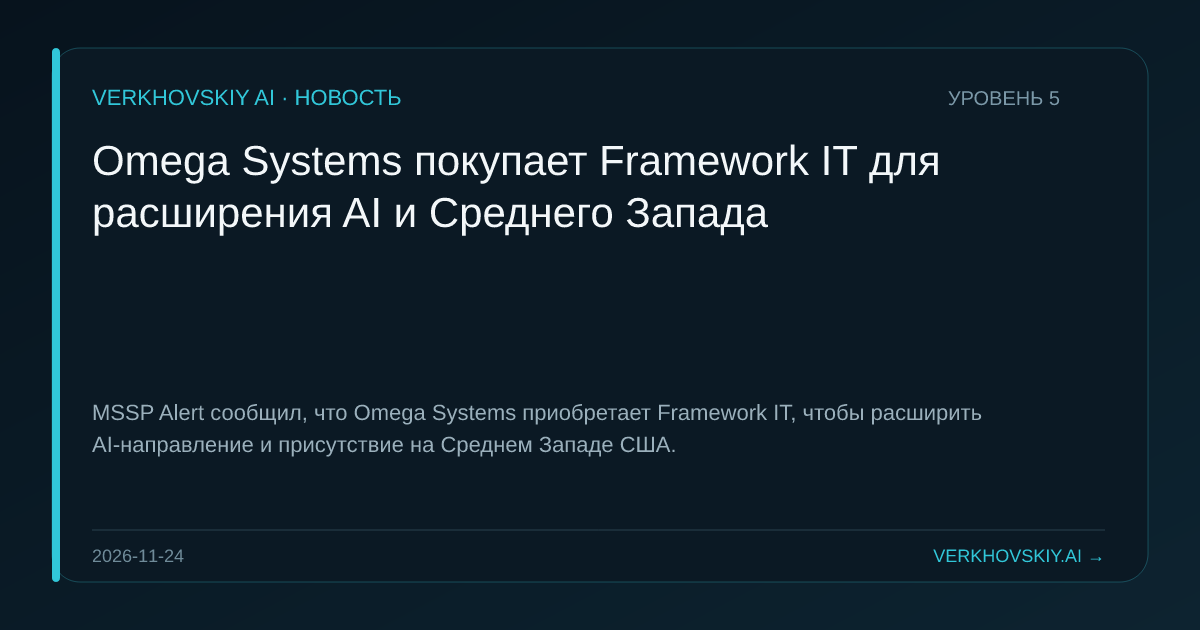 VERKHOVSKIY AI · НОВОСТЬ
УРОВЕНЬ 5
Omega Systems покупает Framework IT для
расширения AI и Среднего Запада
MSSP Alert сообщил, что Omega Systems приобретает Framework IT, чтобы расширить
AI-направление и присутствие на Среднем Западе США.
2026-11-24
VERKHOVSKIY.AI →